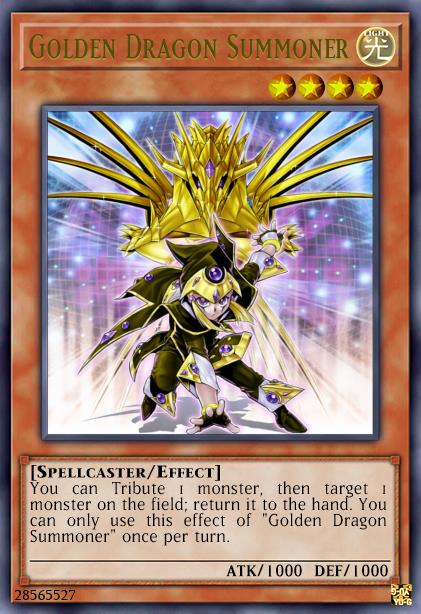 GOLDEN DRAGON SUMMONER
LIGHT
光
[SPELLCASTER/EFFECT]
You can Tribute 1 monster, then target 1
monster on the field; return it to the hand. You
can only use this effect of "Golden Dragon
Summoner" once per turn.
ATK/1000 DEF/1000
28565527